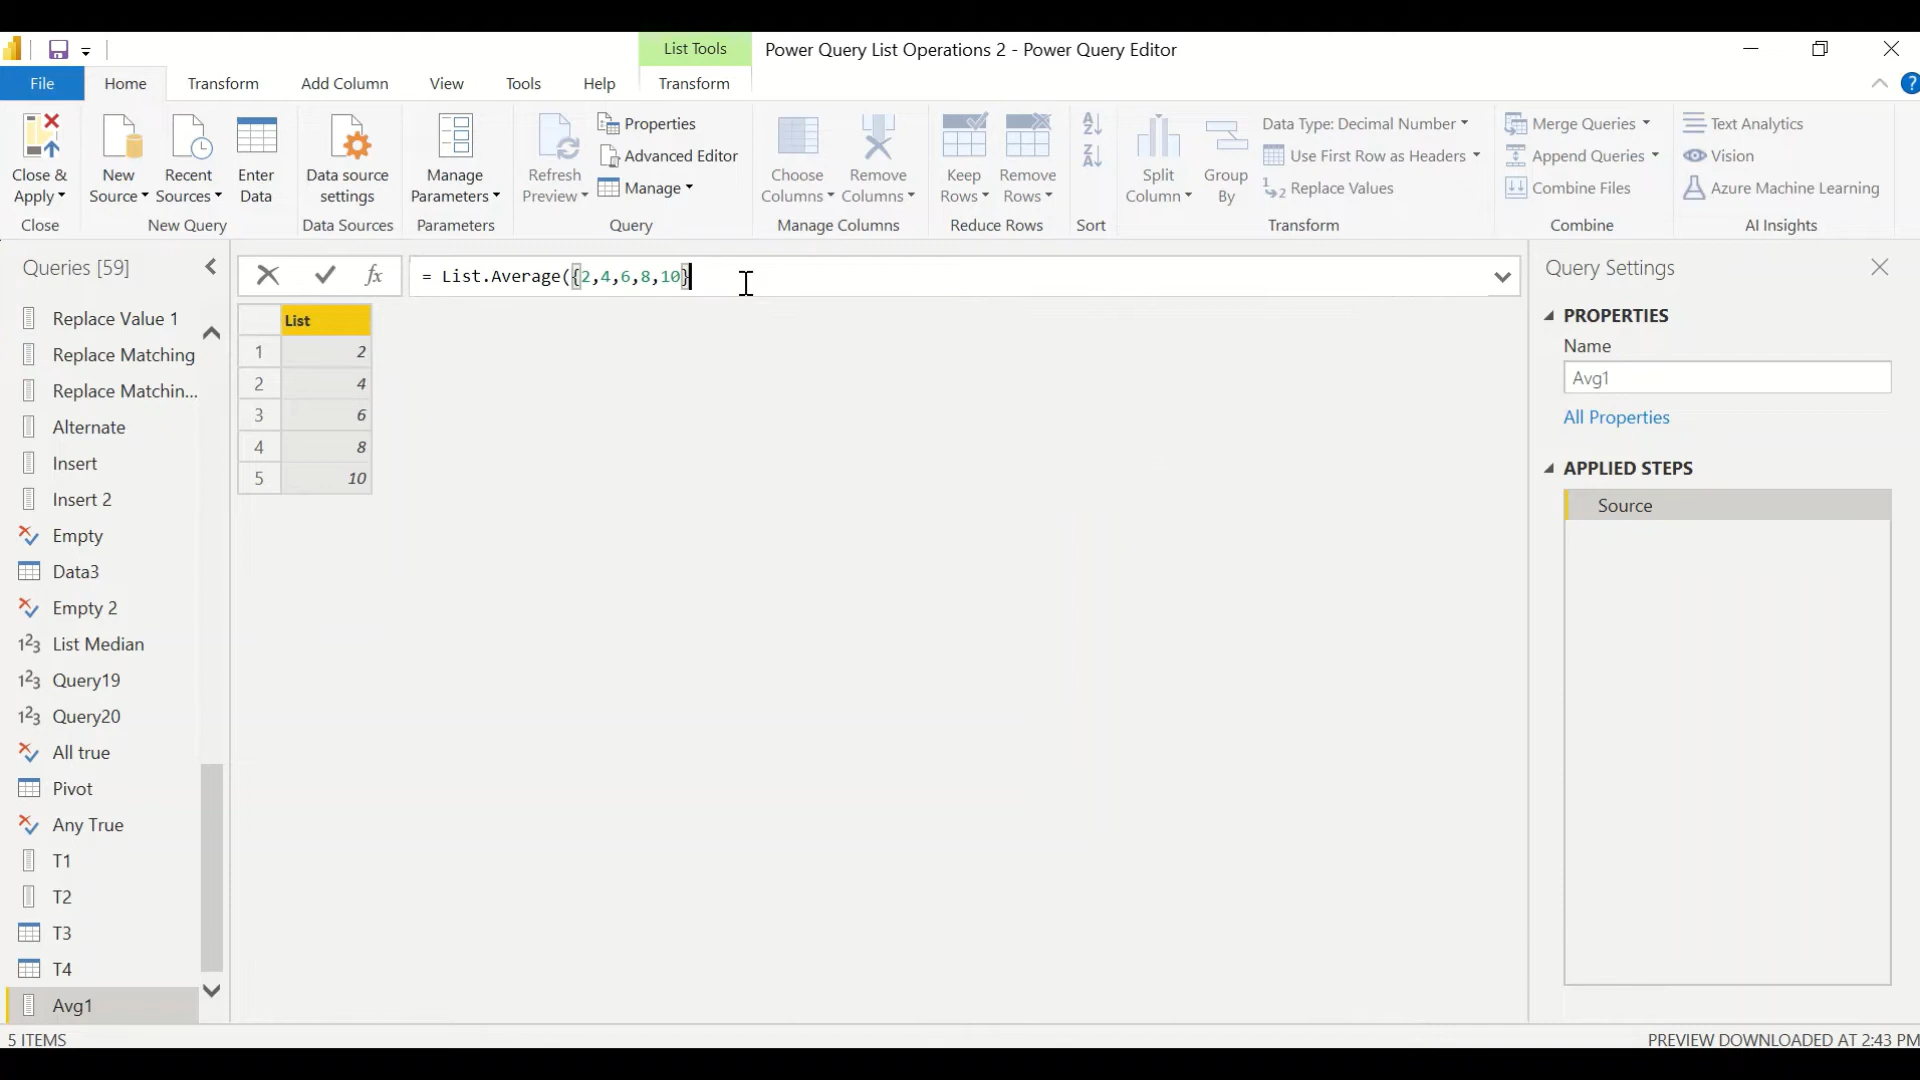 List Tools
Power Query List Operations 2 - Power Query Editor
File
Home
Transform
Add Column
View
Tools
Help
Transform
?
Close &
Apply
Close
New
Source
Recent
Sources
Enter
Data
New Query
Data source
settings
Data Sources
Manage
Parameters
Parameters
Refresh
Preview
Properties
Advanced Editor
Manage
Query
Choose
Columns
Remove
Columns
Manage Columns
Keep
Rows
Remove
Rows
Reduce Rows
A
Z
Z
A
Sort
Split
Column
Group
By
Data Type: Decimal Number
Use First Row as Headers
1
2
Replace Values
Transform
Merge Queries
Append Queries
Combine Files
Combine
Text Analytics
Vision
Azure Machine Learning
AI Insights
Queries [59]
fx
= List.Average({2,4,6,8,10}
Query Settings
Replace Value 1
Replace Matching
Replace Matchin...
Alternate
Insert
Insert 2
Empty
Data3
Empty 2
123 List Median
123 Query19
123 Query20
All true
Pivot
Any True
T1
T2
T3
T4
Avg1
List
1 2
2 4
3 6
4 8
5 10
PROPERTIES
Name
Avg1
All Properties
APPLIED STEPS
Source
5 ITEMS
PREVIEW DOWNLOADED AT 2:43 PM